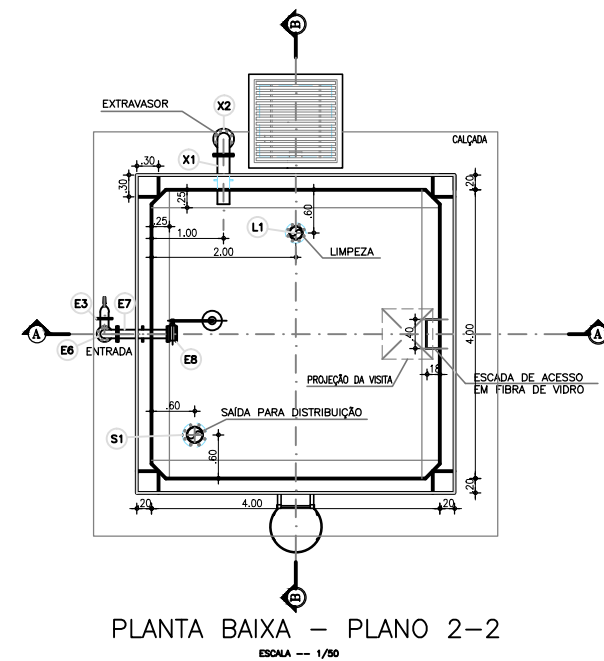 B
EXTRAVASOR
X2
CALÇADA
X1
.30
.20
.30
.25
.60
.25
L1
1.00
LIMPEZA
2.00
E3
E7
A
E6
ENTRADA
E8
.40
4.00
A
.18
PROJEÇÃO DA VISITA
ESCADA DE ACESSO
EM FIBRA DE VIDRO
.60
SAÍDA PARA DISTRIBUIÇÃO
S1
.60
.20
.20
4.00
.20
B
PLANTA BAIXA – PLANO 2–2
ESCALA -- 1/50